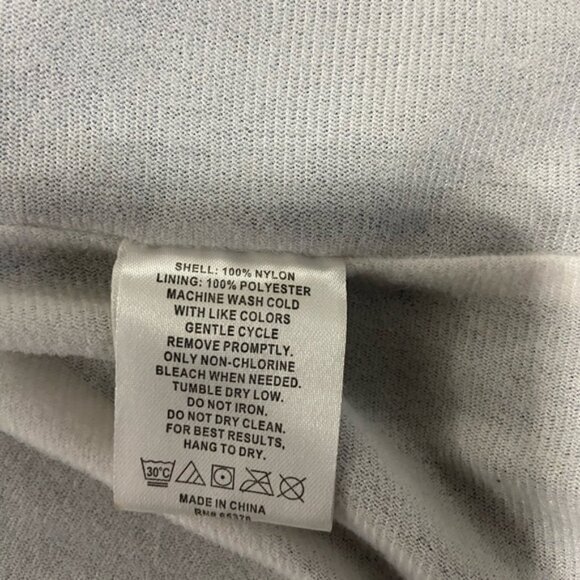 SHELL: 100% NYLON
LINING: 100% POLYESTER
MACHINE WASH COLD
WITH LIKE COLORS
GENTLE CYCLE
REMOVE PROMPTLY.
ONLY NON-CHLORINE
BLEACH WHEN NEEDED.
TUMBLE DRY LOW.
DO NOT IRON.
DO NOT DRY CLEAN.
FOR BEST RESULTS,
HANG TO DRY.
30°C
MADE IN CHINA
RN#